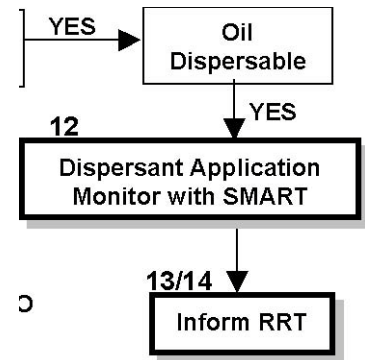 YES
Oil
Dispersable
YES
12
Dispersant Application
Monitor with SMART
13/14
O
Inform RRT